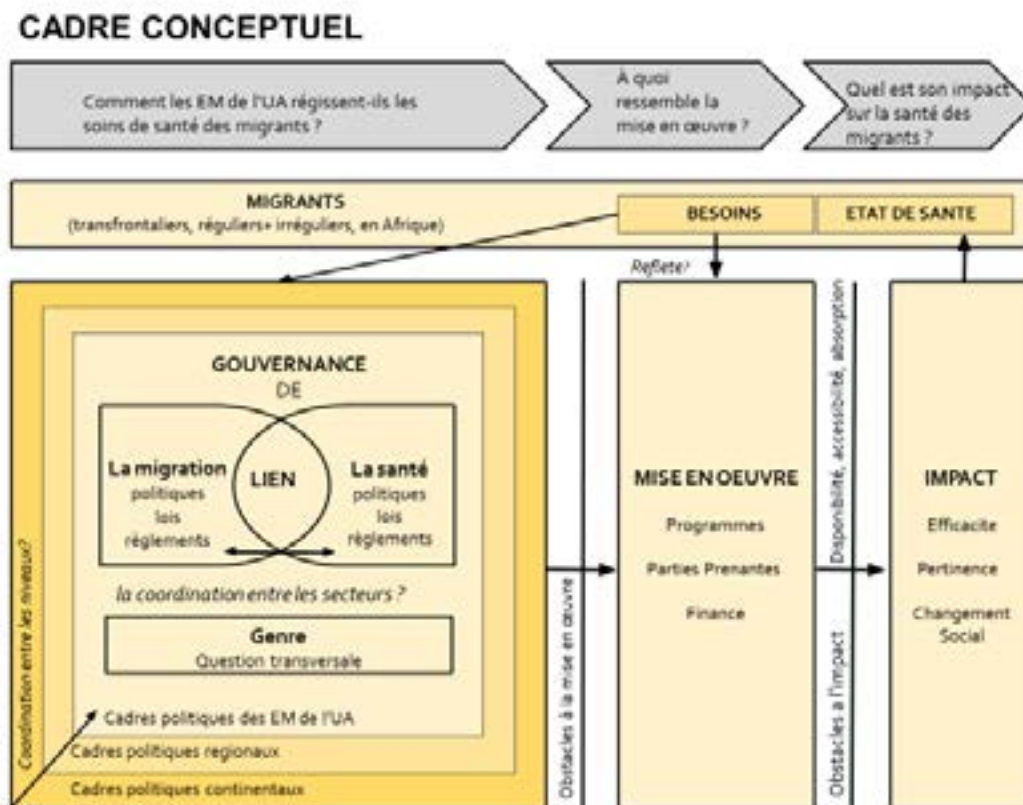 CADRE CONCEPTUEL
Comment les EM de l'UA régissent-ils les
soins de santé des migrants ?
À quoi
ressemble la
mise en œuvre ?
Quel est son impact
sur la santé des
migrants ?
MIGRANTS
(transfrontaliers, réguliers+ irréguliers, en Afrique)
BESOINS
ETAT DE SANTE
Reflete?
GOUVERNANCE
DE
La migration
politiques
lois
règlements
LIEN
La santé
politiques
lois
règlements
la coordination entre les secteurs ?
Genre
Question transversale
Cadres politiques des EM de l'UA
Cadres politiques regionaux
Cadres politiques continentaux
Coordination entre les niveaux?
Obstacles à la mise en œuvre
MISE EN OEUVRE
Programmes
Parties Prenantes
Finance
Disponibilité, accessibilité, absorption
Obstacles a l'impact
IMPACT
Efficacite
Pertinence
Changement
Social